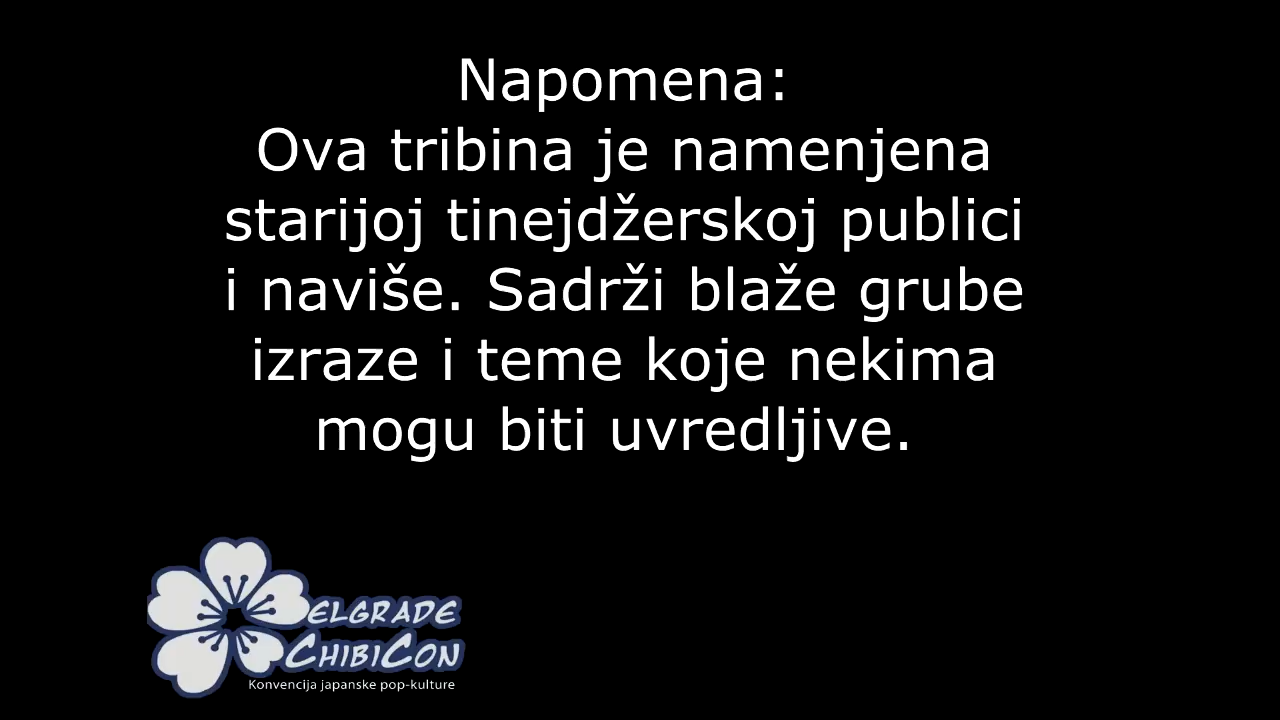 Napomena:
Ova tribina je namenjena
starijoj tinejdžerskoj publici
i naviše. Sadrži blaže grube
izraze i teme koje nekima
mogu biti uvredljive.
ELGRADE
CHIBICON
Konvencija japanske pop-kulture